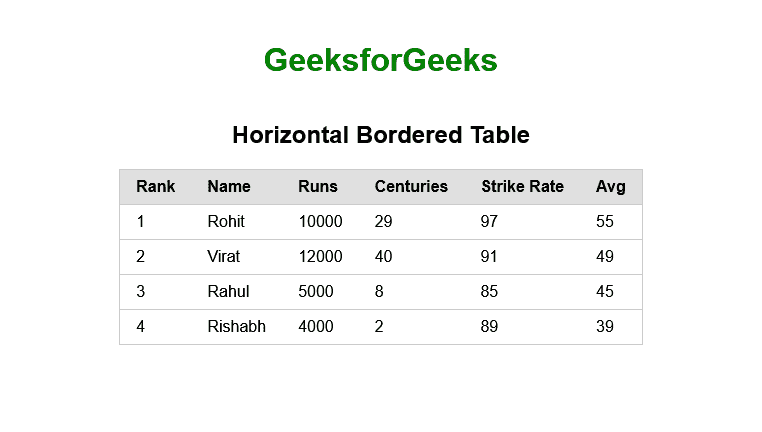 GeeksforGeeks
Horizontal Bordered Table
Rank Name Runs Centuries Strike Rate Avg
1 Rohit 10000 29 97 55
2 Virat 12000 40 91 49
3 Rahul 5000 8 85 45
4 Rishabh 4000 2 89 39